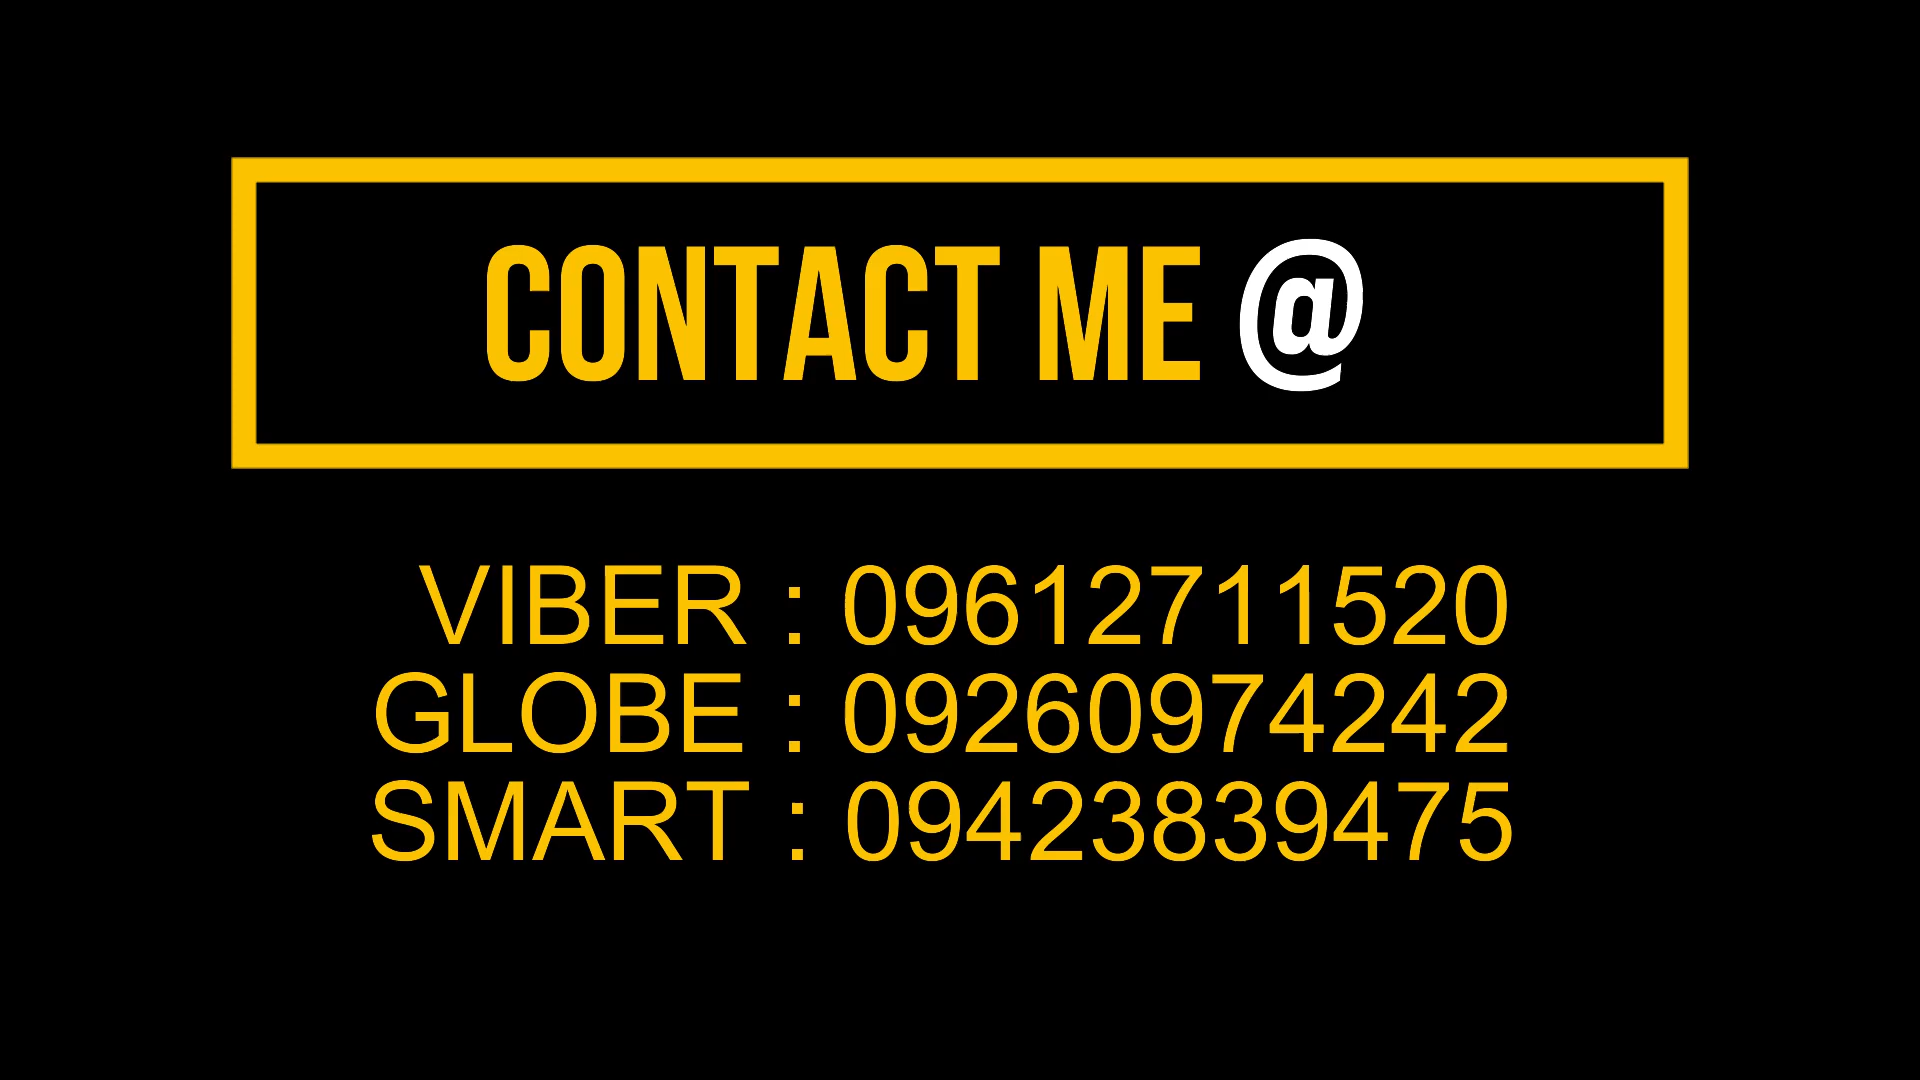 CONTACT ME @
VIBER : 09612711520
GLOBE : 09260974242
SMART : 09423839475